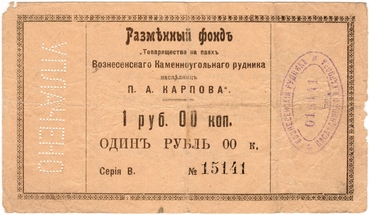 УПЛАЧЕНО
Размѣнный фондъ
„Товарищества на паяхъ
Вознесенскаго Каменноугольнаго рудника
наслѣдник.
П. А. КАРПОВА“.
1 руб. 00 коп.
ОДИНЪ РУБЛЬ 00 к.
Серія В. № 15141